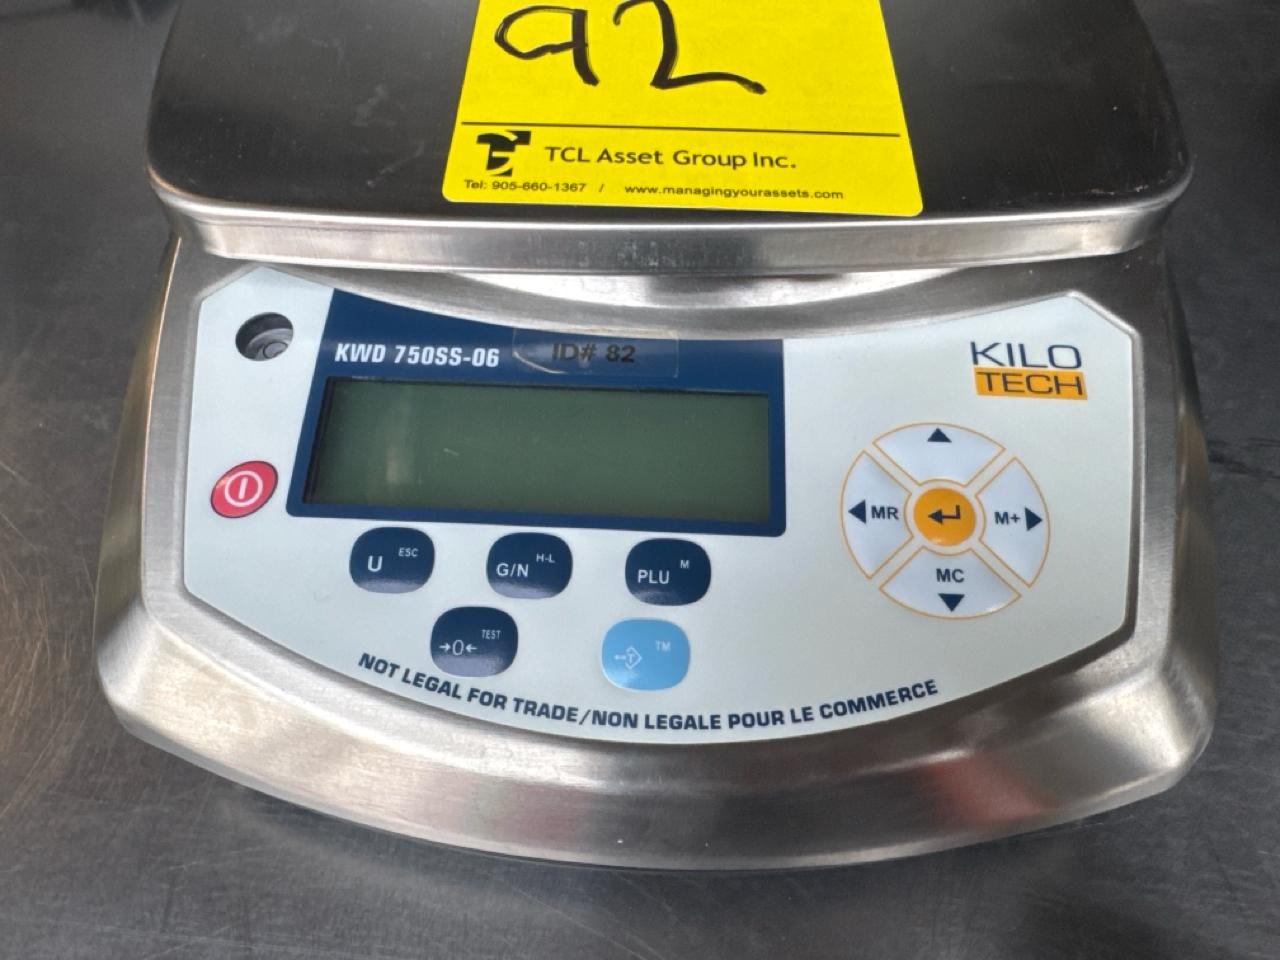 92
TCL Asset Group Inc.
Tel: 905-660-1367 / www.managingyourassets.com
KWD 750SS-06 ID# 82
KILO
TECH
MR M+
MC
U ESC G/N H-L PLU M
→0← TEST T TM
NOT LEGAL FOR TRADE/NON LEGALE POUR LE COMMERCE